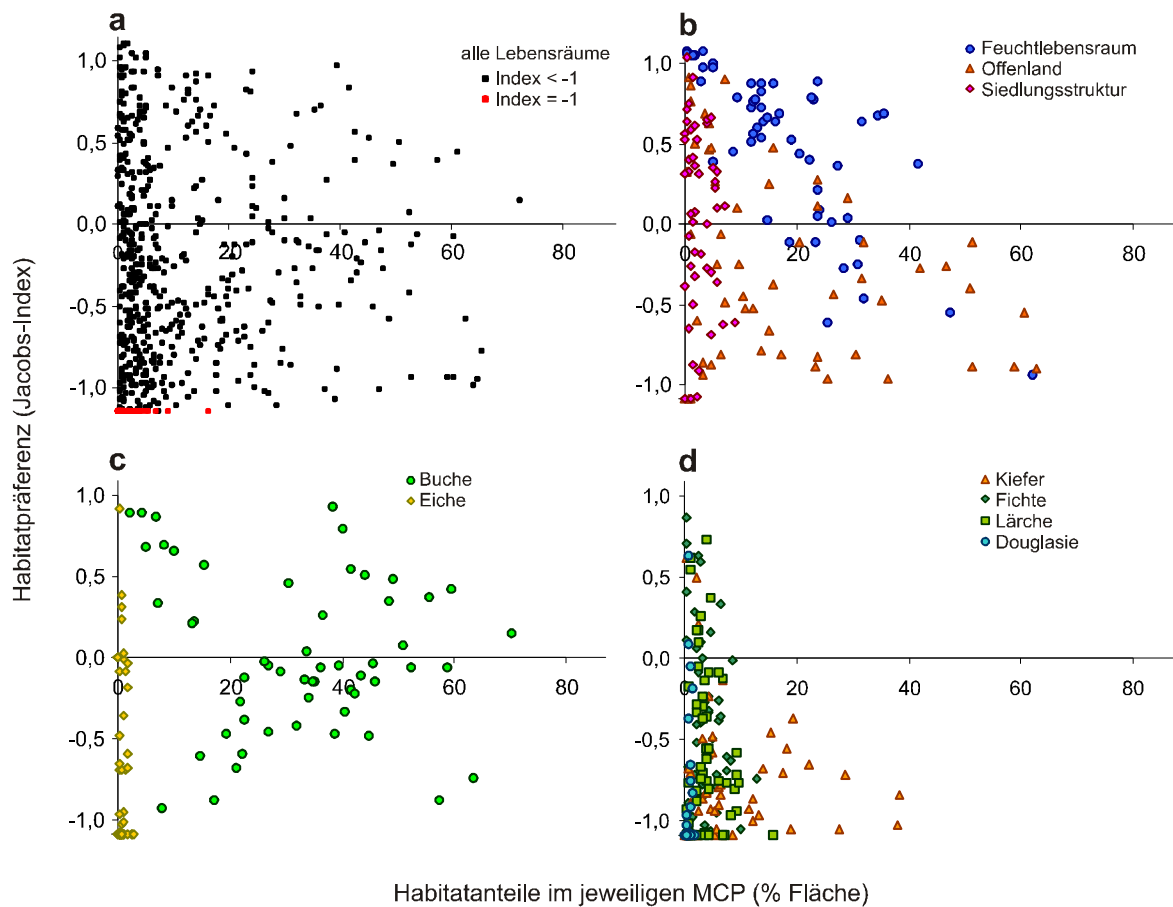 a
alle Lebensräume
Index < -1
Index = -1
1,0
0,5
0,0
-0,5
-1,0
0
20
40
60
80
b
Feuchtlebensraum
Offenland
Siedlungsstruktur
1,0
0,5
0,0
-0,5
-1,0
0
20
40
60
80
c
Buche
Eiche
1,0
0,5
0,0
-0,5
-1,0
0
20
40
60
80
d
Kiefer
Fichte
Lärche
Douglasie
1,0
0,5
0,0
-0,5
-1,0
0
20
40
60
80
Habitatpräferenz (Jacobs-Index)
Habitatanteile im jeweiligen MCP (% Fläche)